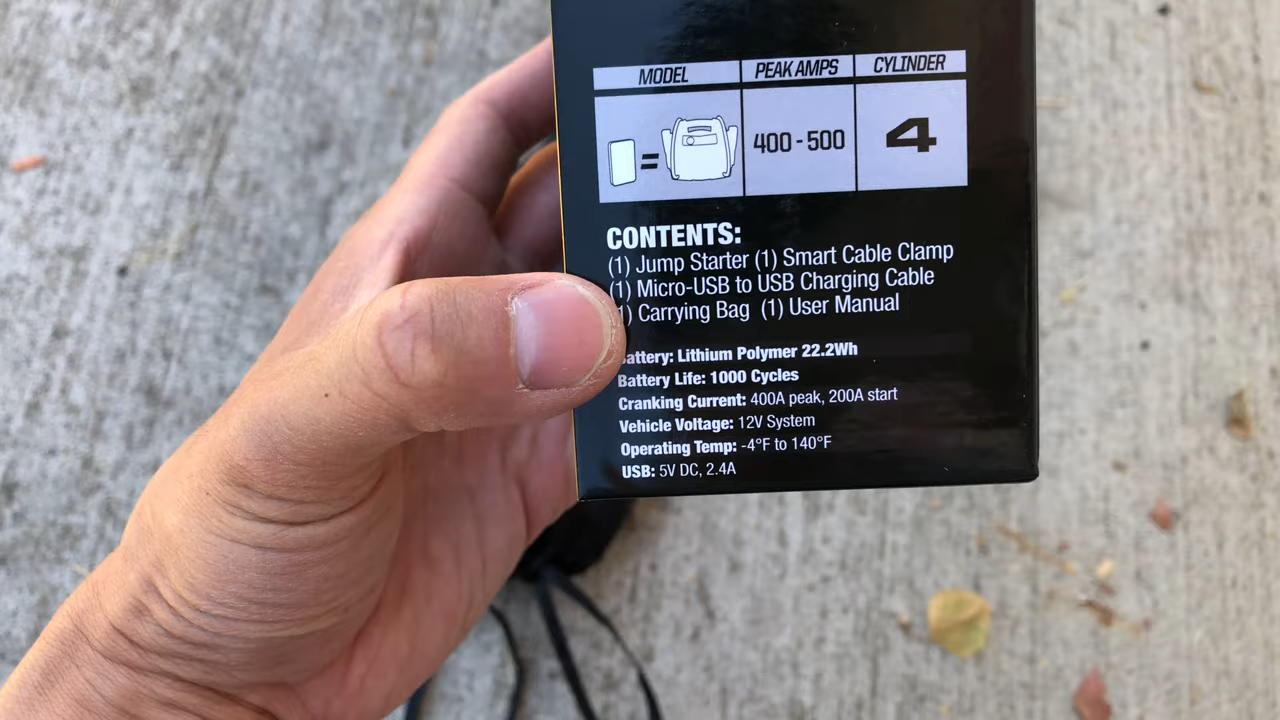 MODEL PEAK AMPS CYLINDER
= 400 - 500 4
CONTENTS:
(1) Jump Starter (1) Smart Cable Clamp
(1) Micro-USB to USB Charging Cable
1) Carrying Bag (1) User Manual
attery: Lithium Polymer 22.2Wh
Battery Life: 1000 Cycles
Cranking Current: 400A peak, 200A start
Vehicle Voltage: 12V System
Operating Temp: -4°F to 140°F
USB: 5V DC, 2.4A